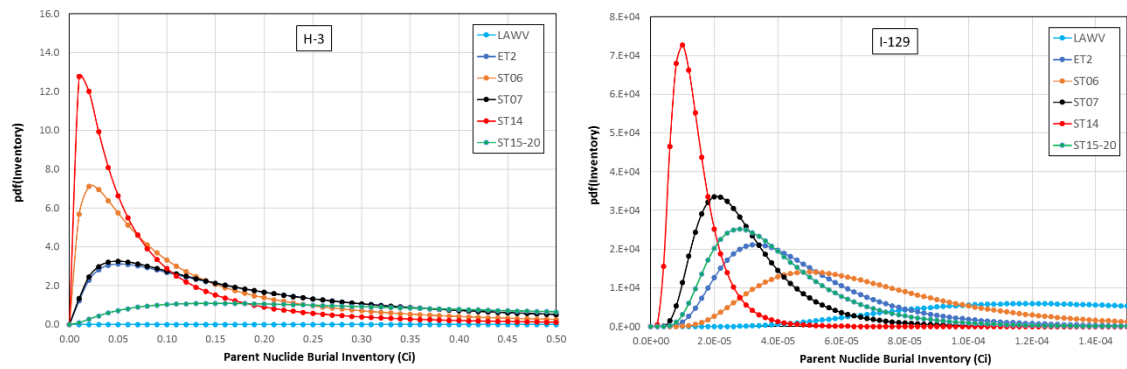 H-3
pdf(Inventory)
16.0
14.0
12.0
10.0
8.0
6.0
4.0
2.0
0.0
LAWV
ET2
ST06
ST07
ST14
ST15-20
0.00 0.05 0.10 0.15 0.20 0.25 0.30 0.35 0.40 0.45 0.50
Parent Nuclide Burial Inventory (Ci)
I-129
pdf(Inventory)
8.E+04
7.E+04
6.E+04
5.E+04
4.E+04
3.E+04
2.E+04
1.E+04
0.E+00
LAWV
ET2
ST06
ST07
ST14
ST15-20
0.0E+00 2.0E-05 4.0E-05 6.0E-05 8.0E-05 1.0E-04 1.2E-04 1.4E-04
Parent Nuclide Burial Inventory (Ci)